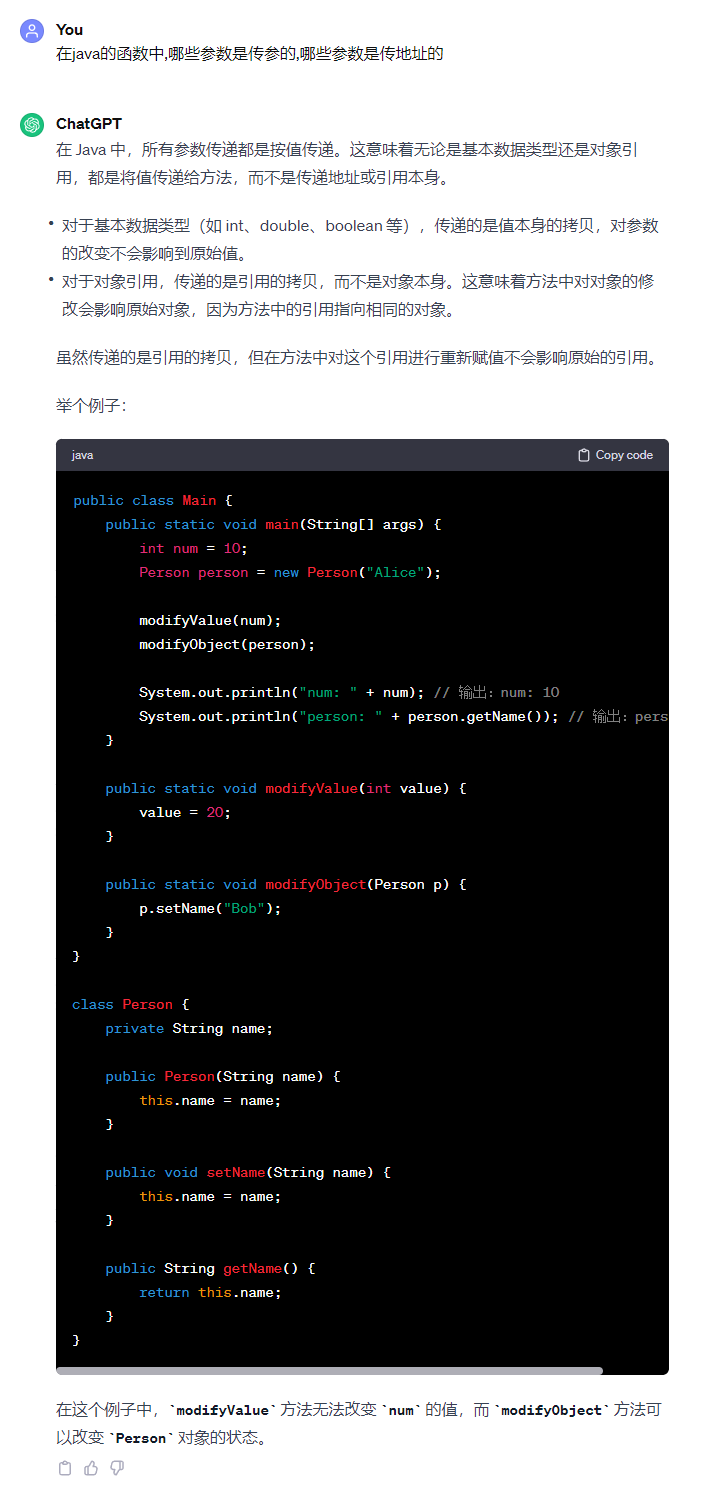 You
在java的函数中,哪些参数是传参的,哪些参数是传地址的
ChatGPT
在 Java 中，所有参数传递都是按值传递。这意味着无论是基本数据类型还是对象引
用，都是将值传递给方法，而不是传递地址或引用本身。
• 对于基本数据类型（如 int、double、boolean 等），传递的是值本身的拷贝，对参数
的改变不会影响到原始值。
• 对于对象引用，传递的是引用的拷贝，而不是对象本身。这意味着方法中对对象的修
改会影响原始对象，因为方法中的引用指向相同的对象。
虽然传递的是引用的拷贝，但在方法中对这个引用进行重新赋值不会影响原始的引用。
举个例子：
java
Copy code
public class Main {
    public static void main(String[] args) {
        int num = 10;
        Person person = new Person("Alice");
        modifyValue(num);
        modifyObject(person);
        System.out.println("num: " + num); // 输出：num: 10
        System.out.println("person: " + person.getName()); // 输出：pers
    }
    public static void modifyValue(int value) {
        value = 20;
    }
    public static void modifyObject(Person p) {
        p.setName("Bob");
    }
}
class Person {
    private String name;
    public Person(String name) {
        this.name = name;
    }
    public void setName(String name) {
        this.name = name;
    }
    public String getName() {
        return this.name;
    }
}
在这个例子中，`modifyValue` 方法无法改变 `num` 的值，而 `modifyObject` 方法可
以改变 `Person` 对象的状态。